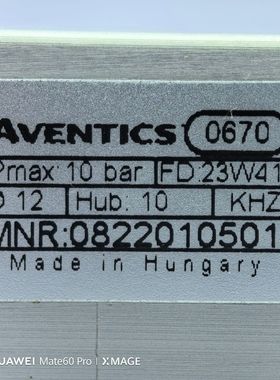 AVENTICS 0670
Pmax: 10 bar FD:23W41
D 12 Hub: 10 KHZ
MNR:0822010501
Made in Hungary
HUAWEI Mate60 Pro | XMAGE